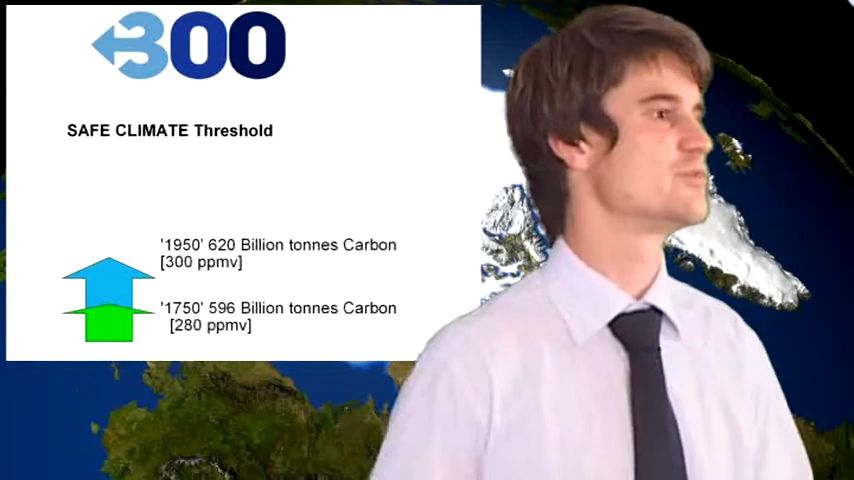 300
SAFE CLIMATE Threshold
'1950' 620 Billion tonnes Carbon
[300 ppmv]
'1750' 596 Billion tonnes Carbon
[280 ppmv]